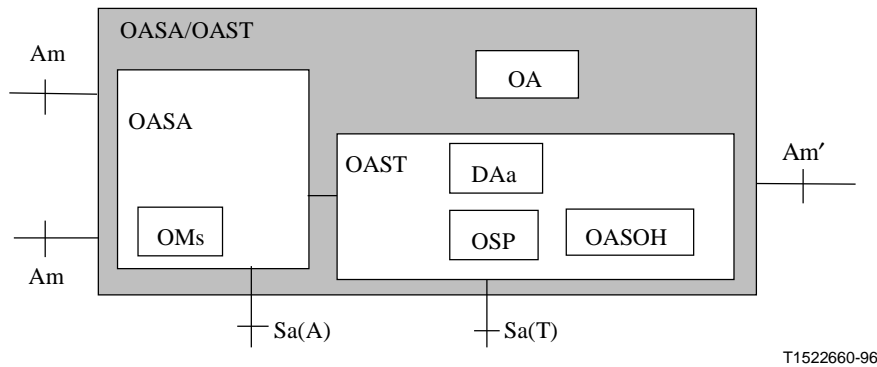 OASA/OAST
Am
OA
OASA
OAST
DAa
Am′
OMs
OSP
OASOH
Am
Sa(A)
Sa(T)
T1522660-96